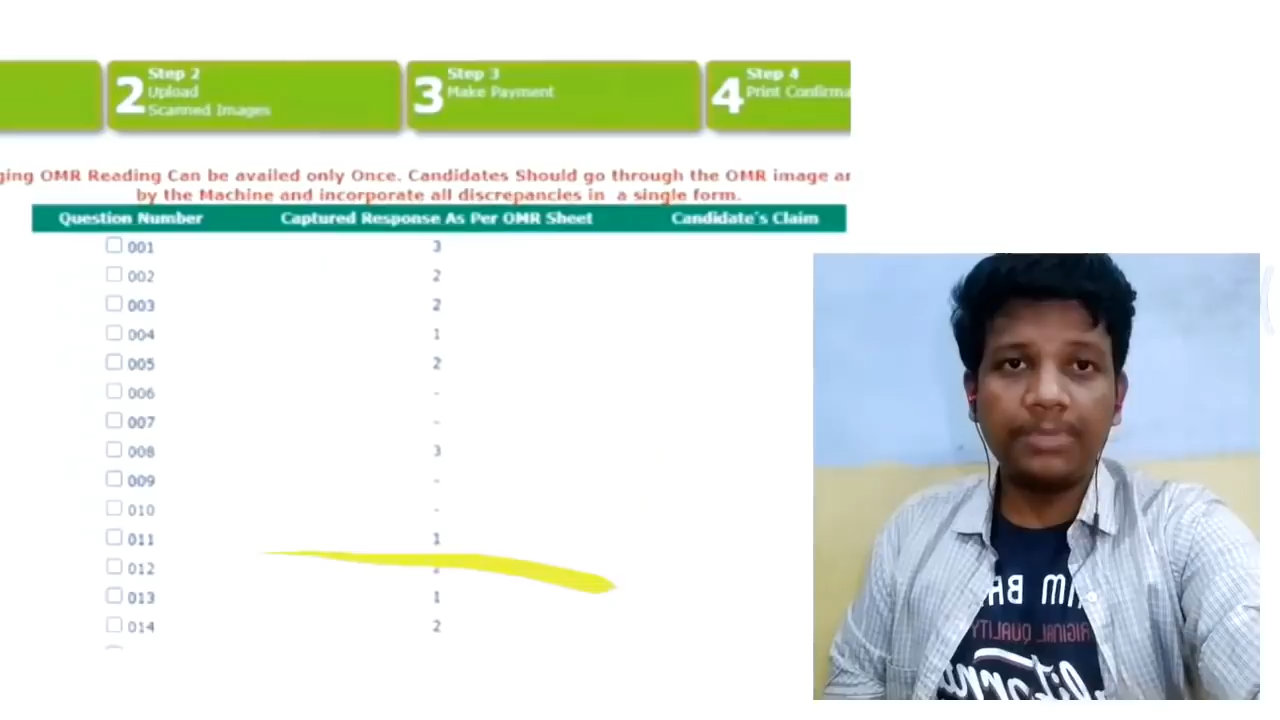 2 Step 2
Upload
Scanned Images
3 Step 3
Make Payment
4 Step 4
Print Confirma
ging OMR Reading Can be availed only Once. Candidates Should go through the OMR image ar
by the Machine and incorporate all discrepancies in a single form.
Question Number Captured Response As Per OMR Sheet Candidate's Claim
001 3
002 2
003 2
004 1
005 2
006 -
007 -
008 3
009 -
010 -
011 1
012
013 1
014 2
ORIGINAL QUALITY